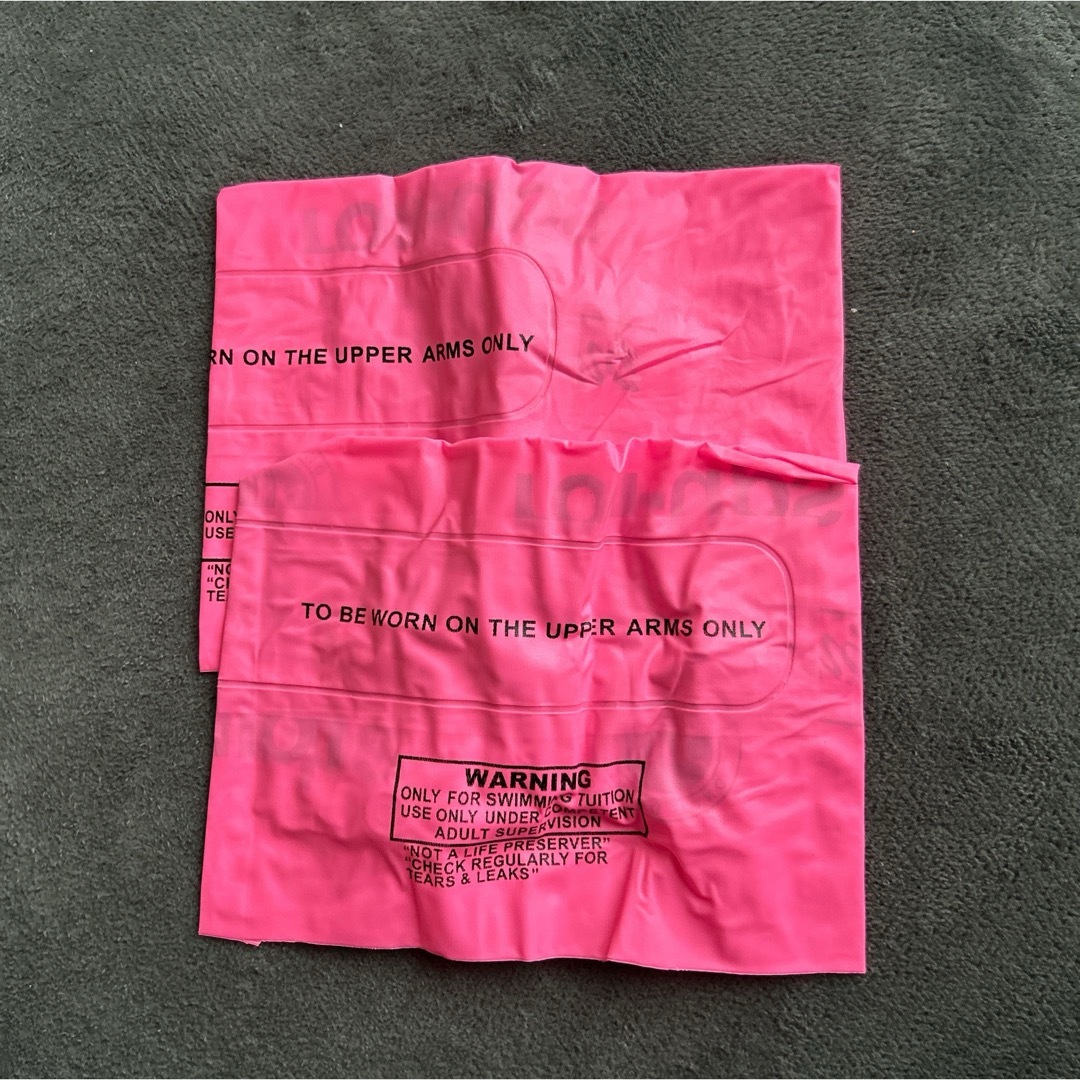 RN ON THE UPPER ARMS ONLY
ONLY
USE
"NO
TE
TO BE WORN ON THE UPPER ARMS ONLY
WARNING
ONLY FOR SWIMMING TUITION
USE ONLY UNDER COMPETENT
ADULT SUPERVISION
"NOT A LIFE PRESERVER"
"CHECK REGULARLY FOR
TEARS & LEAKS"